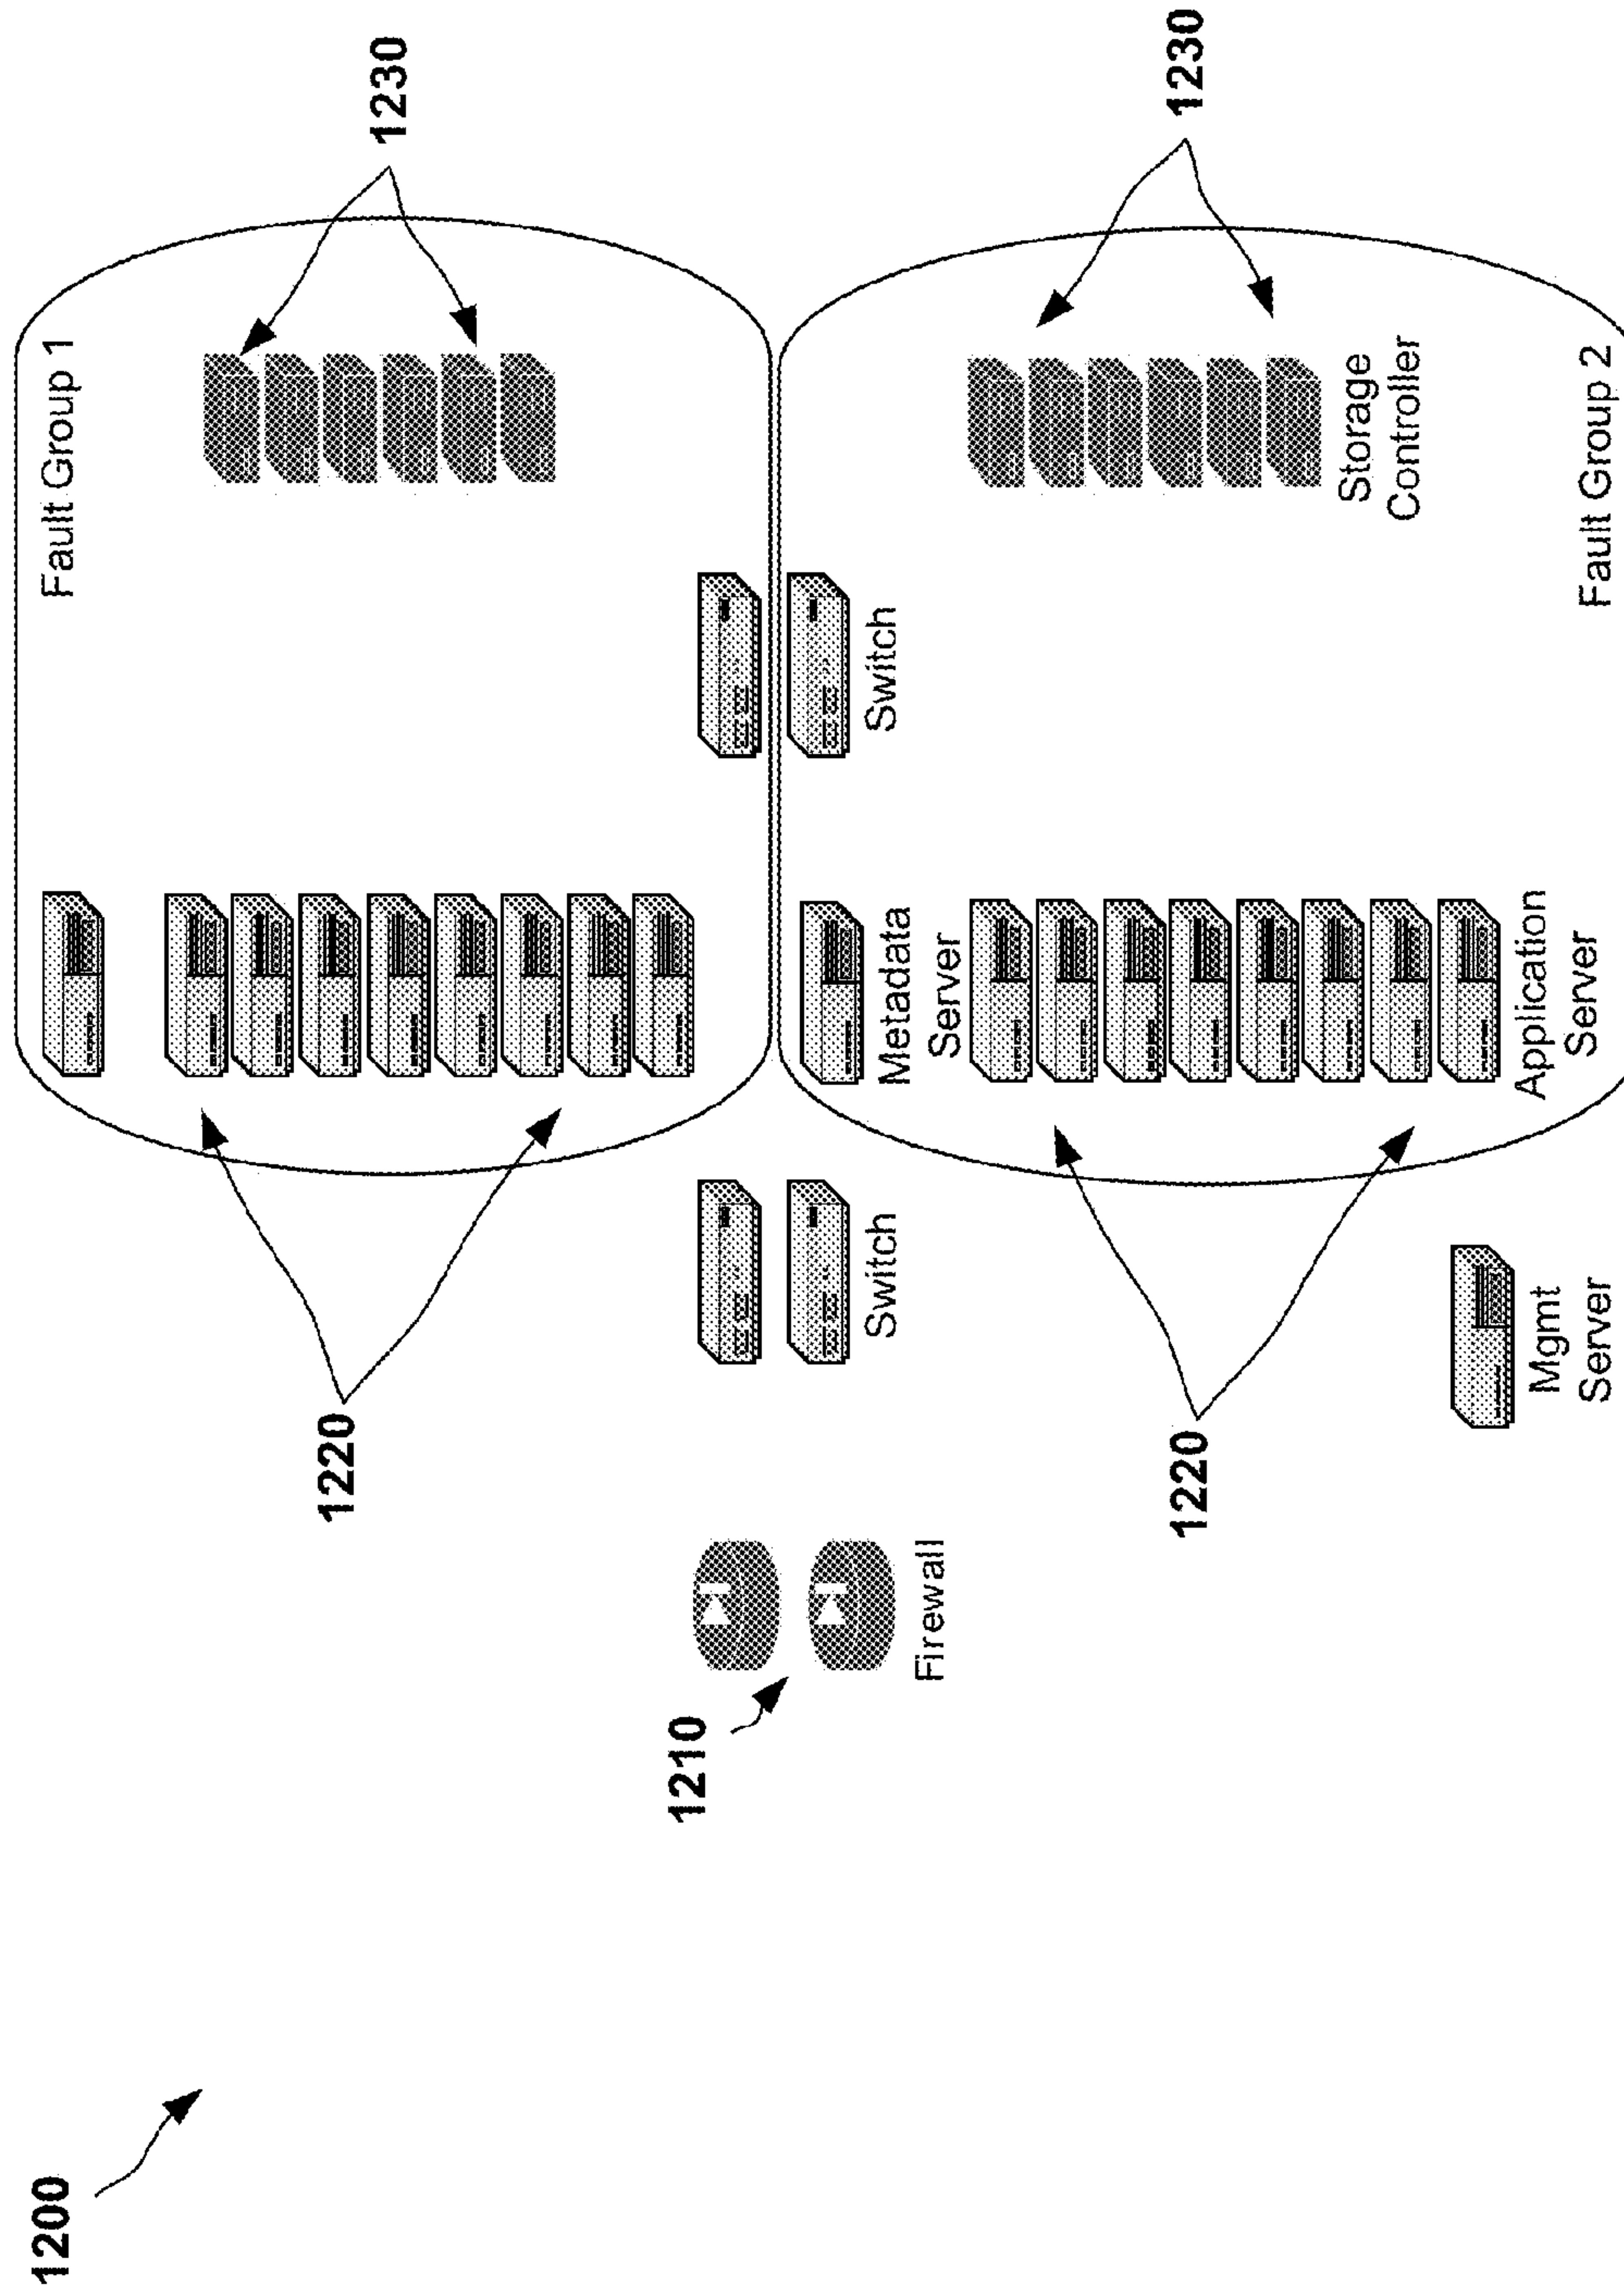 1200
1210
Firewall
1220
1220
Switch
Mgmt
Server
Fault Group 1
1230
Metadata
Server
Application
Server
Switch
Storage
Controller
1230
Fault Group 2